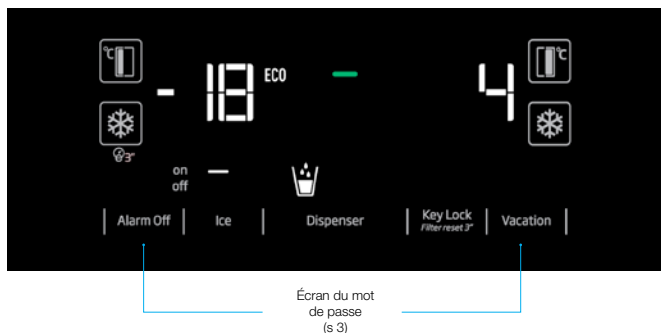 °C
°C
- 18 ECO
4
3"
on
off
Alarm Off
Ice
Dispenser
Key Lock
Filter reset 3"
Vacation
Écran du mot
de passe
(s 3)